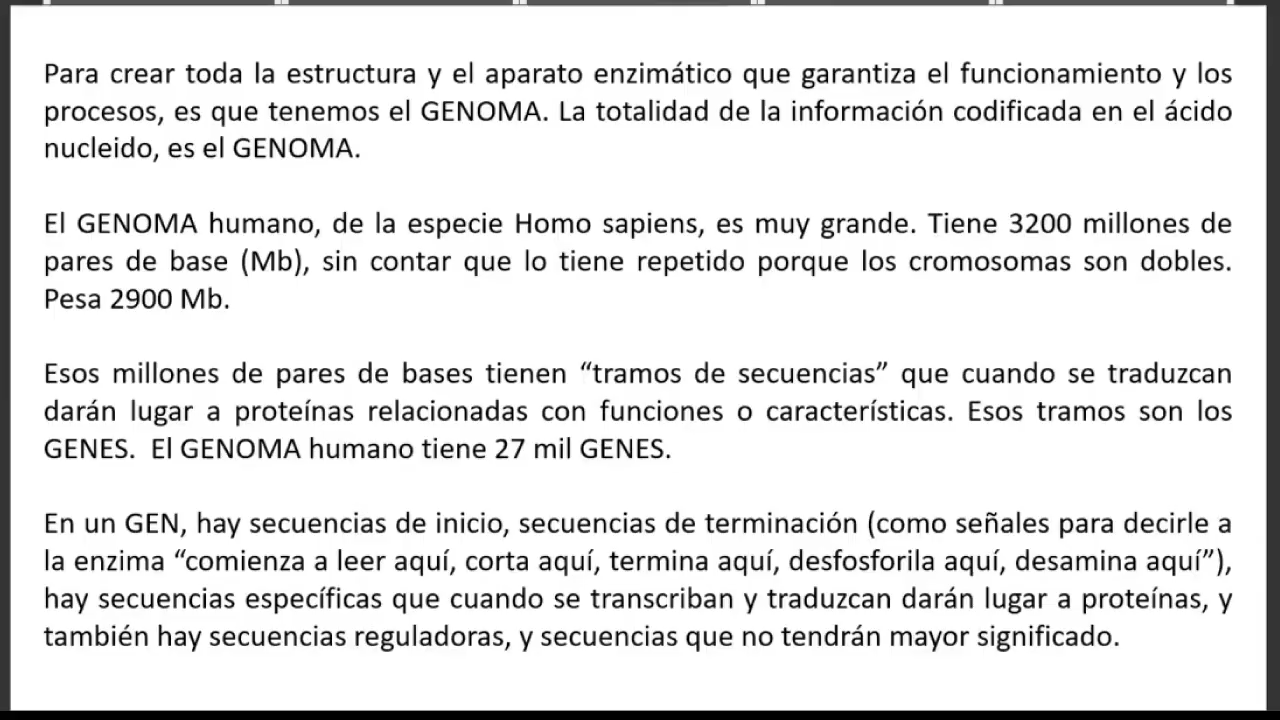 Para crear toda la estructura y el aparato enzimático que garantiza el funcionamiento y los
procesos, es que tenemos el GENOMA. La totalidad de la información codificada en el ácido
nucleido, es el GENOMA.
El GENOMA humano, de la especie Homo sapiens, es muy grande. Tiene 3200 millones de
pares de base (Mb), sin contar que lo tiene repetido porque los cromosomas son dobles.
Pesa 2900 Mb.
Esos millones de pares de bases tienen “tramos de secuencias” que cuando se traduzcan
darán lugar a proteínas relacionadas con funciones o características. Esos tramos son los
GENES.  El GENOMA humano tiene 27 mil GENES.
En un GEN, hay secuencias de inicio, secuencias de terminación (como señales para decirle a
la enzima “comienza a leer aquí, corta aquí, termina aquí, desfosforila aquí, desamina aquí”),
hay secuencias específicas que cuando se transcriban y traduzcan darán lugar a proteínas, y
también hay secuencias reguladoras, y secuencias que no tendrán mayor significado.